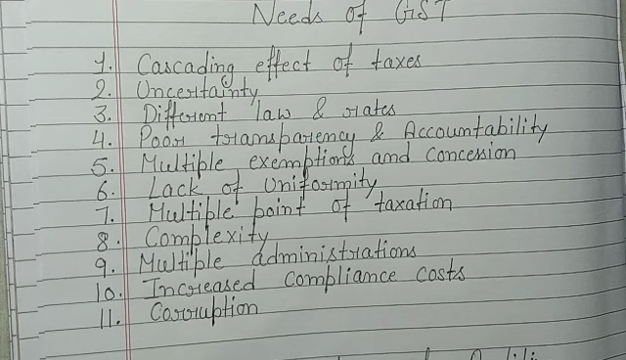 Needs of GST
1. Cascading effect of taxes
2. Uncertainty
3. Different law & rates
4. Poor transparency & Accountability
5. Multiple exemptions and concession
6. Lack of Uniformity
7. Multiple point of taxation
8. Complexity
9. Multiple administrations
10. Increased compliance costs
11. Corruption